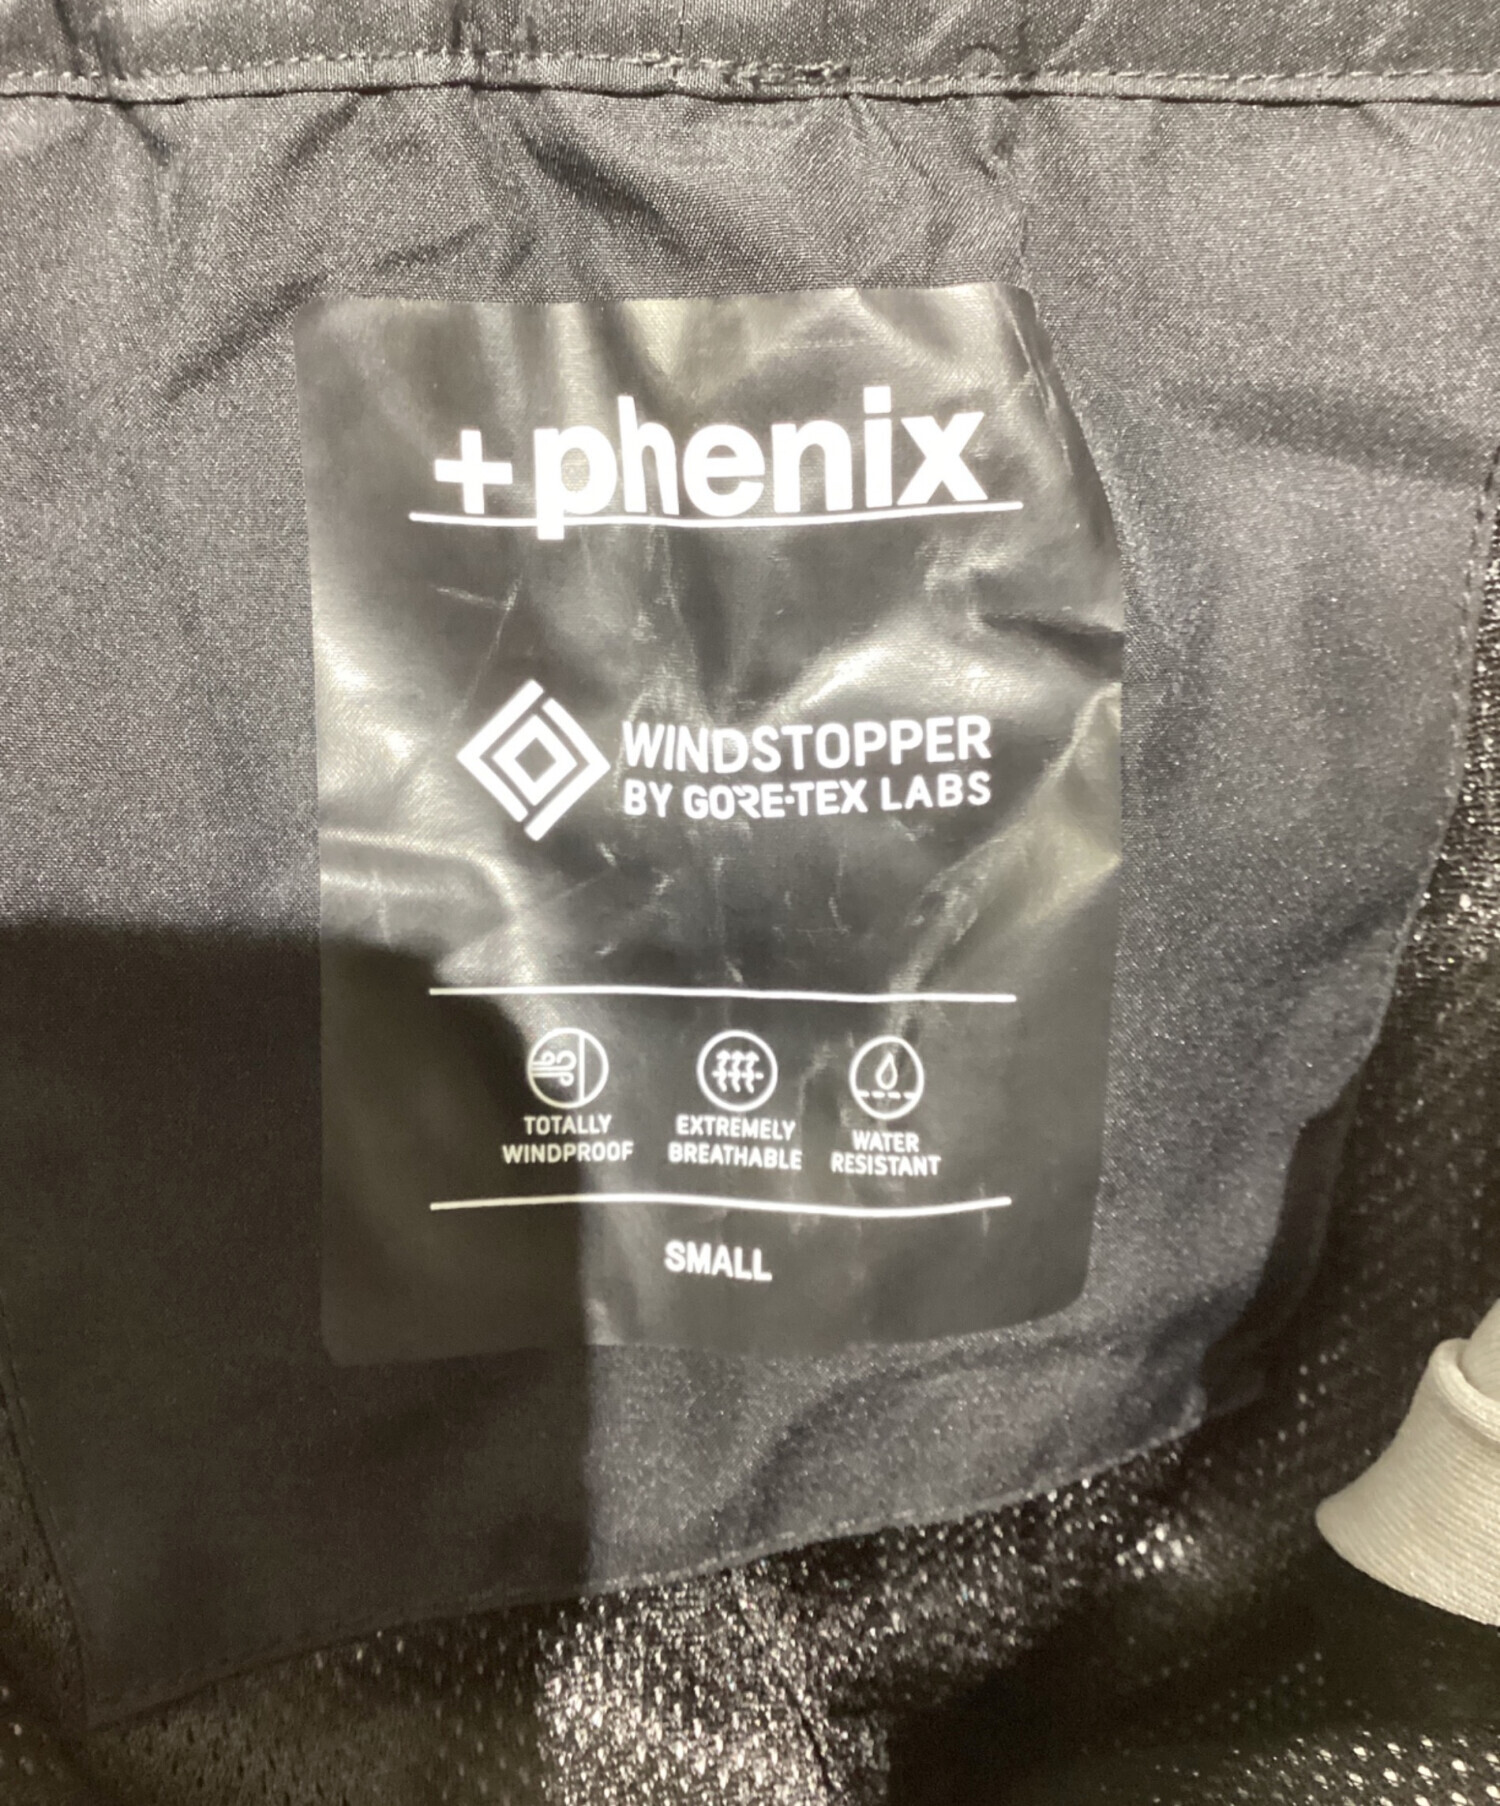 +phenix
WINDSTOPPER
BY GORE-TEX LABS
TOTALLY
WINDPROOF
EXTREMELY
BREATHABLE
WATER
RESISTANT
SMALL